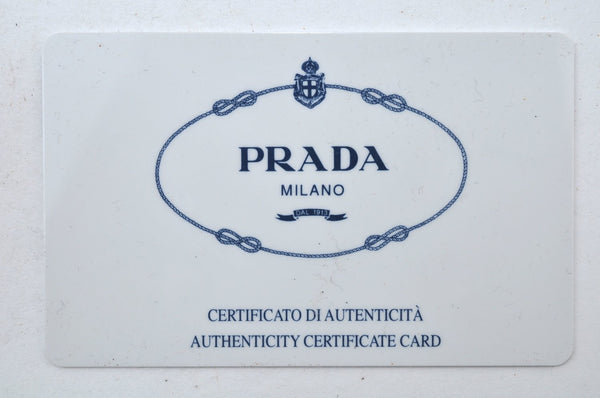 PRADA
MILANO
DAL 1913
CERTIFICATO DI AUTENTICITÀ
AUTHENTICITY CERTIFICATE CARD